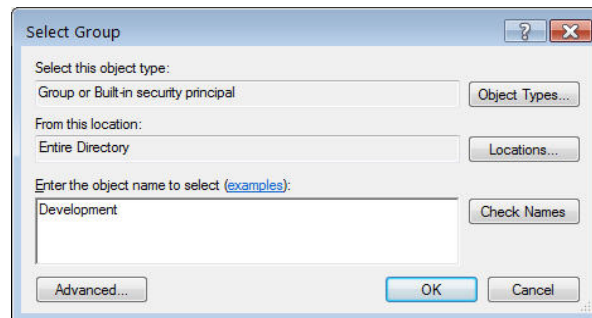 Select Group
Select this object type:
Group or Built-in security principal
Object Types...
From this location:
Entire Directory
Locations...
Enter the object name to select (examples):
Development
Check Names
Advanced...
OK
Cancel